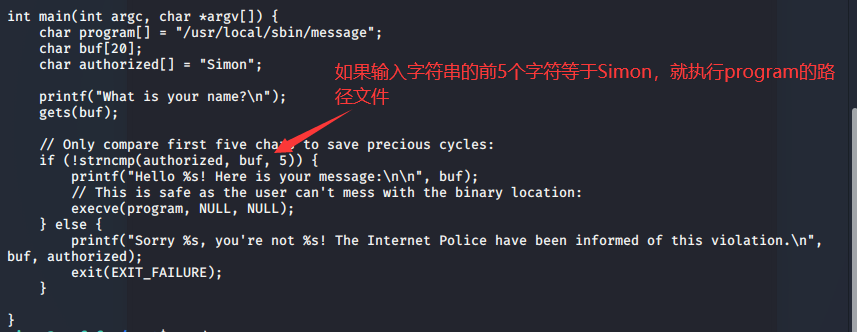 int main(int argc, char *argv[]) {
char program[] = "/usr/local/sbin/message";
char buf[20];
char authorized[] = "Simon";
如果输入字符串的前5个字符等于Simon，就执行program的路
径文件
printf("What is your name?\n");
gets(buf);
// Only compare first five chars to save precious cycles:
if (!strncmp(authorized, buf, 5)) {
printf("Hello %s! Here is your message:\n\n", buf);
// This is safe as the user can't mess with the binary location:
execve(program, NULL, NULL);
} else {
printf("Sorry %s, you're not %s! The Internet Police have been informed of this violation.\n",
buf, authorized);
exit(EXIT_FAILURE);
}
}